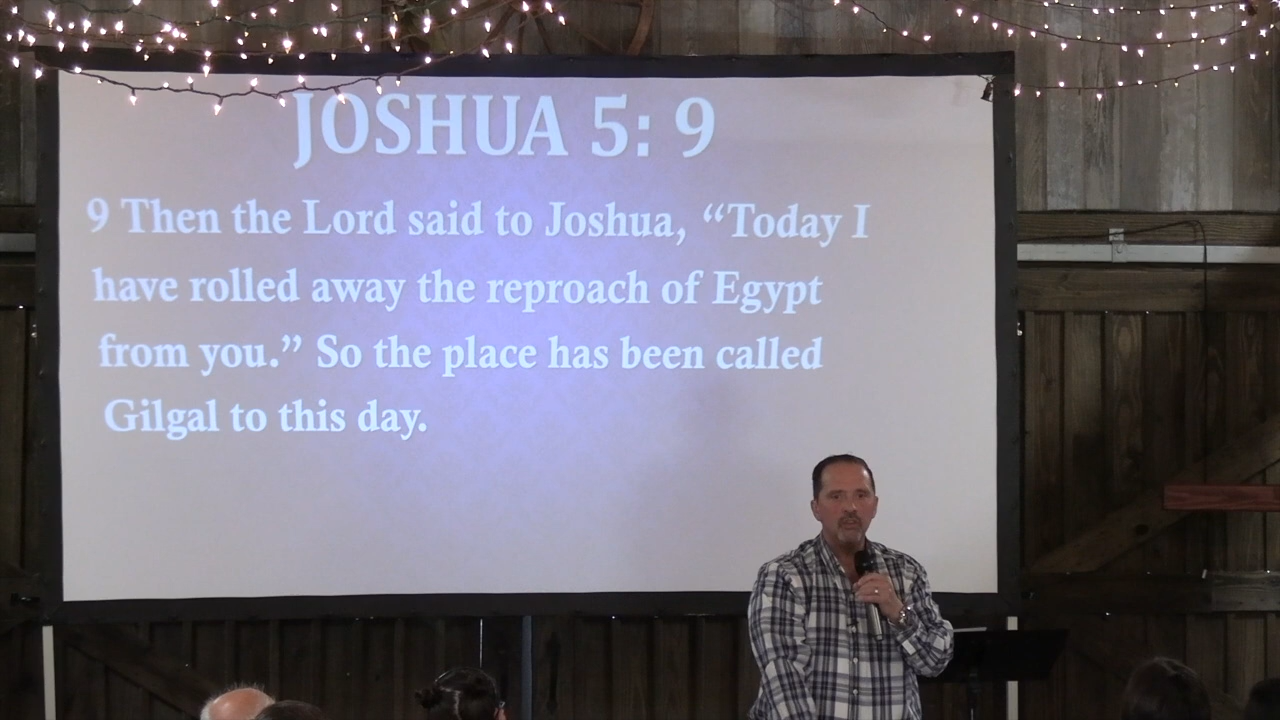 JOSHUA 5: 9
9 Then the Lord said to Joshua, “Today I
have rolled away the reproach of Egypt
from you.” So the place has been called
Gilgal to this day.